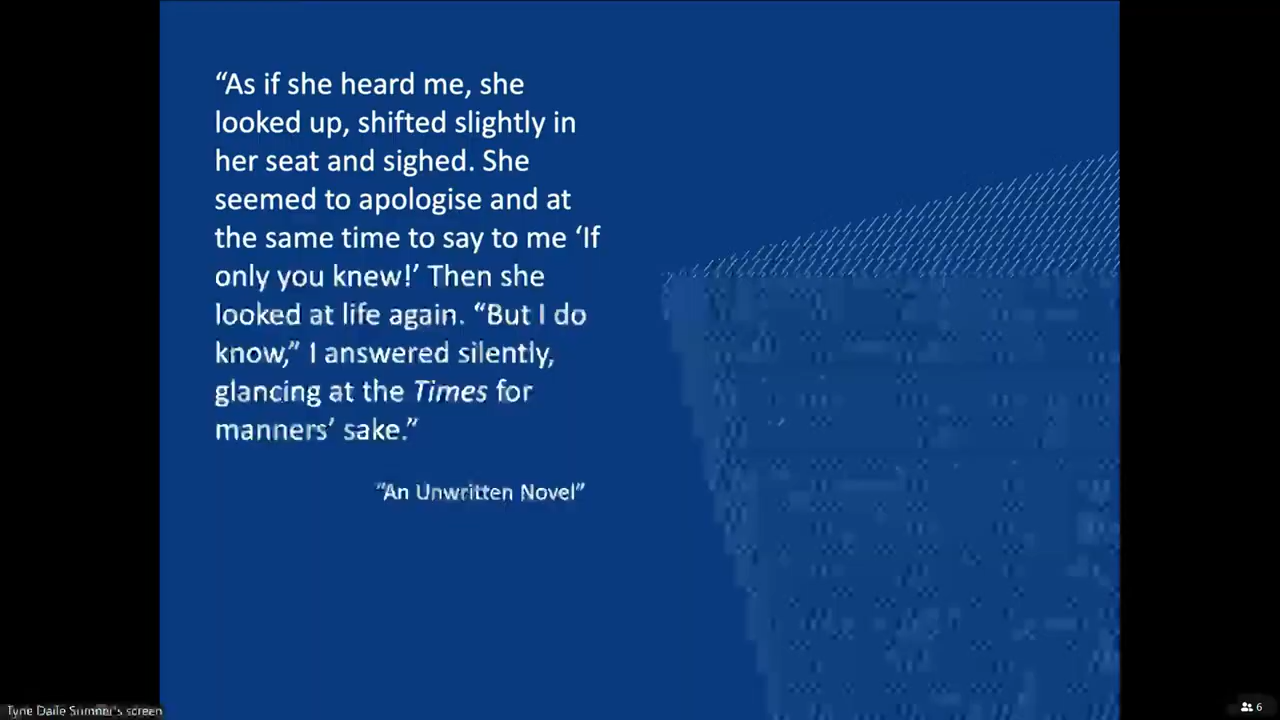 “As if she heard me, she
looked up, shifted slightly in
her seat and sighed. She
seemed to apologise and at
the same time to say to me ‘If
only you knew!’ Then she
looked at life again. “But I do
know,” I answered silently,
glancing at the Times for
manners’ sake.”
“An Unwritten Novel”
Tyne Daile Sumner's screen
6